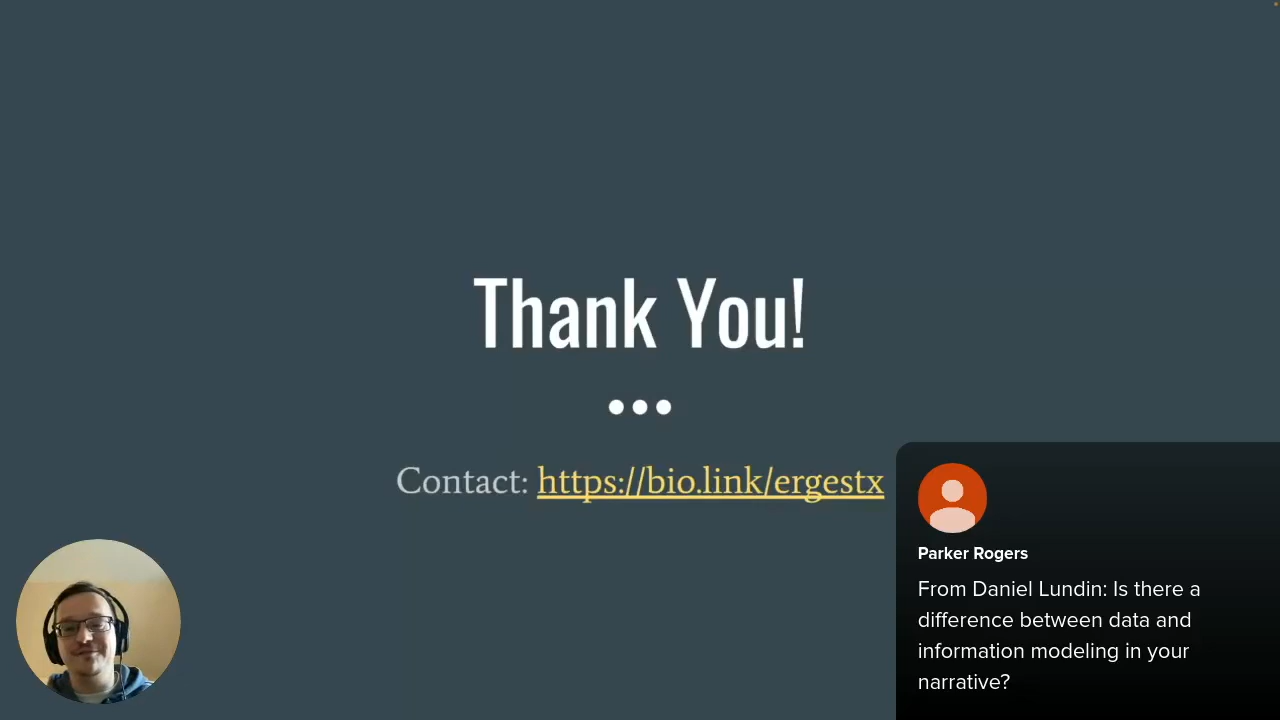 Thank You!
Contact: https://bio.link/ergestx
Parker Rogers
From Daniel Lundin: Is there a
difference between data and
information modeling in your
narrative?